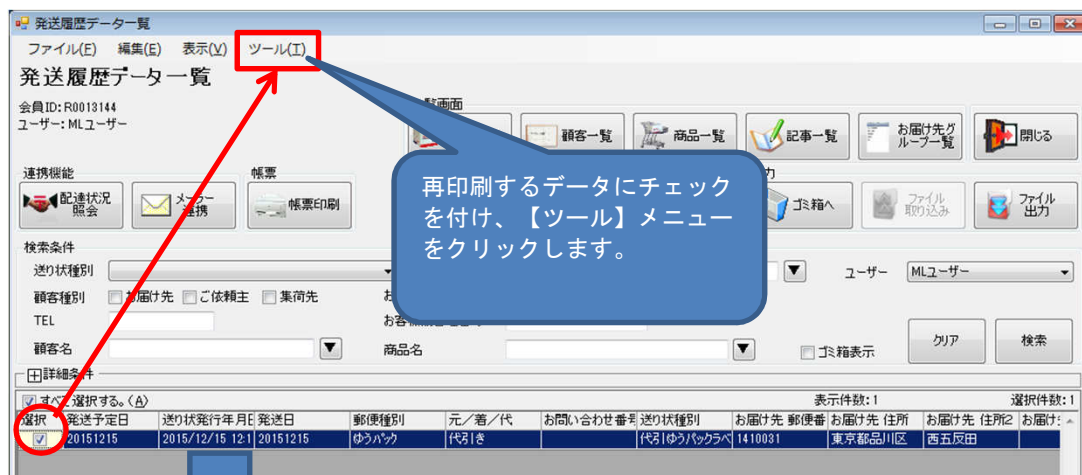 発送履歴データ一覧
ファイル(F) 編集(E) 表示(V) ツール(T)
発送履歴データ一覧
会員ID:R0013144
ユーザー:MLユーザー
覧画面
顧客一覧
商品一覧
記事一覧
お届け先グ
ループ一覧
閉じる
連携機能
帳票
力
配達状況
照会
メーラー
連携
帳票印刷
ゴミ箱へ
ファイル
取り込み
ファイル
出力
再印刷するデータにチェック
を付け、【ツール】メニュー
をクリックします。
検索条件
送り状種別
ユーザー MLユーザー
顧客種別 お届け先 ご依頼主 集荷先
TEL
顧客名
商品名
ゴミ箱表示
クリア
検索
詳細条件
すべて選択する。(A)
表示件数:1 選択件数:1
選択 発送予定日 送り状発行年月日 発送日 郵便種別 元/着/代 お問い合わせ番号 送り状種別 お届け先 郵便番 お届け先 住所 お届け先 住所2 お届け
20151215 2015/12/15 12:1 20151215 ゆうパック 代引き 代引ゆうパックラベ 1410031 東京都品川区 西五反田